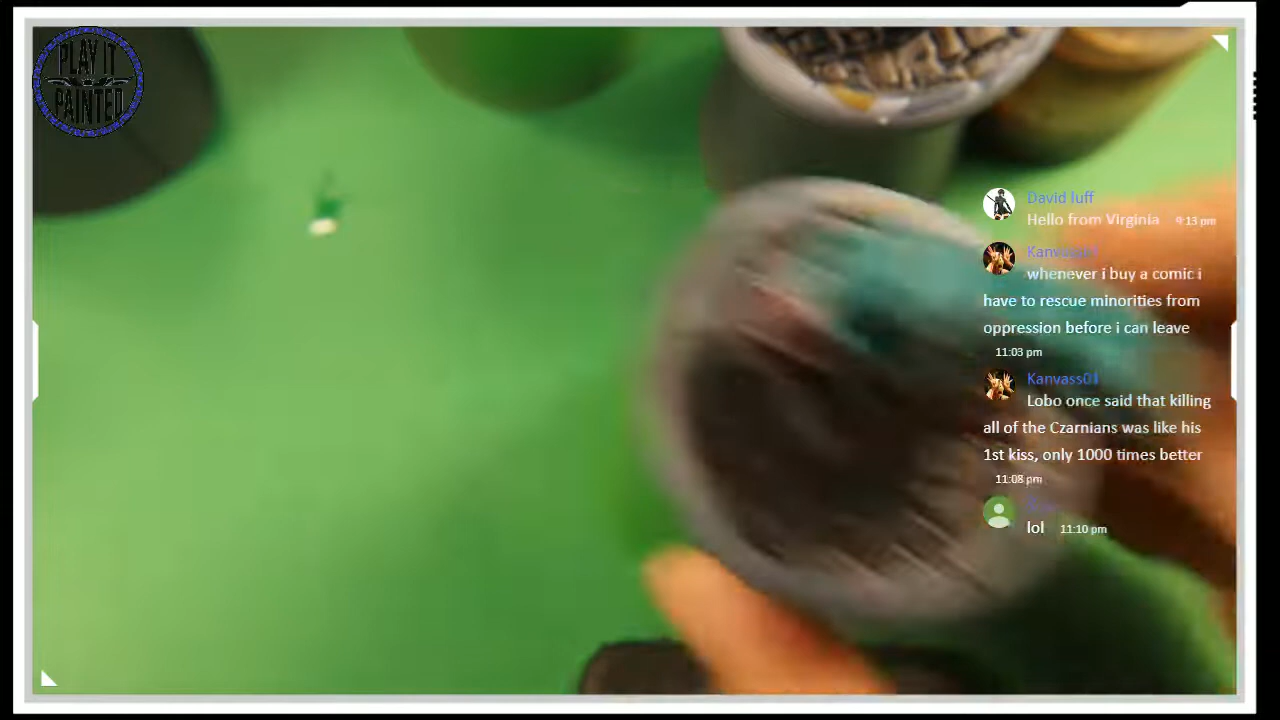 PLAY IT
PAINTED
David luff
Hello from Virginia 9:13 pm
Kanvass01
whenever i buy a comic i
have to rescue minorities from
oppression before i can leave
11:03 pm
Kanvass01
Lobo once said that killing
all of the Czarnians was like his
1st kiss, only 1000 times better
11:08 pm
lol 11:10 pm